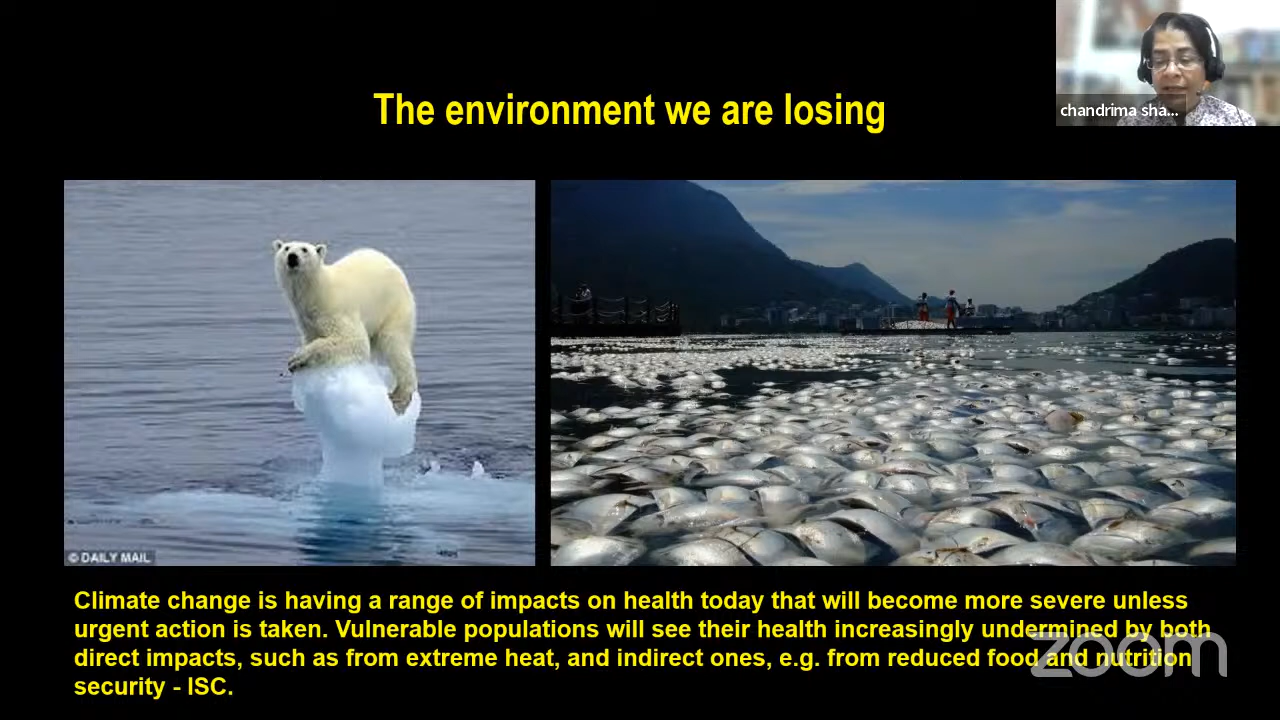 The environment we are losing
chandrima sha...
© DAILY MAIL
Climate change is having a range of impacts on health today that will become more severe unless
urgent action is taken. Vulnerable populations will see their health increasingly undermined by both
direct impacts, such as from extreme heat, and indirect ones, e.g. from reduced food and nutrition
security - ISC.
zoom